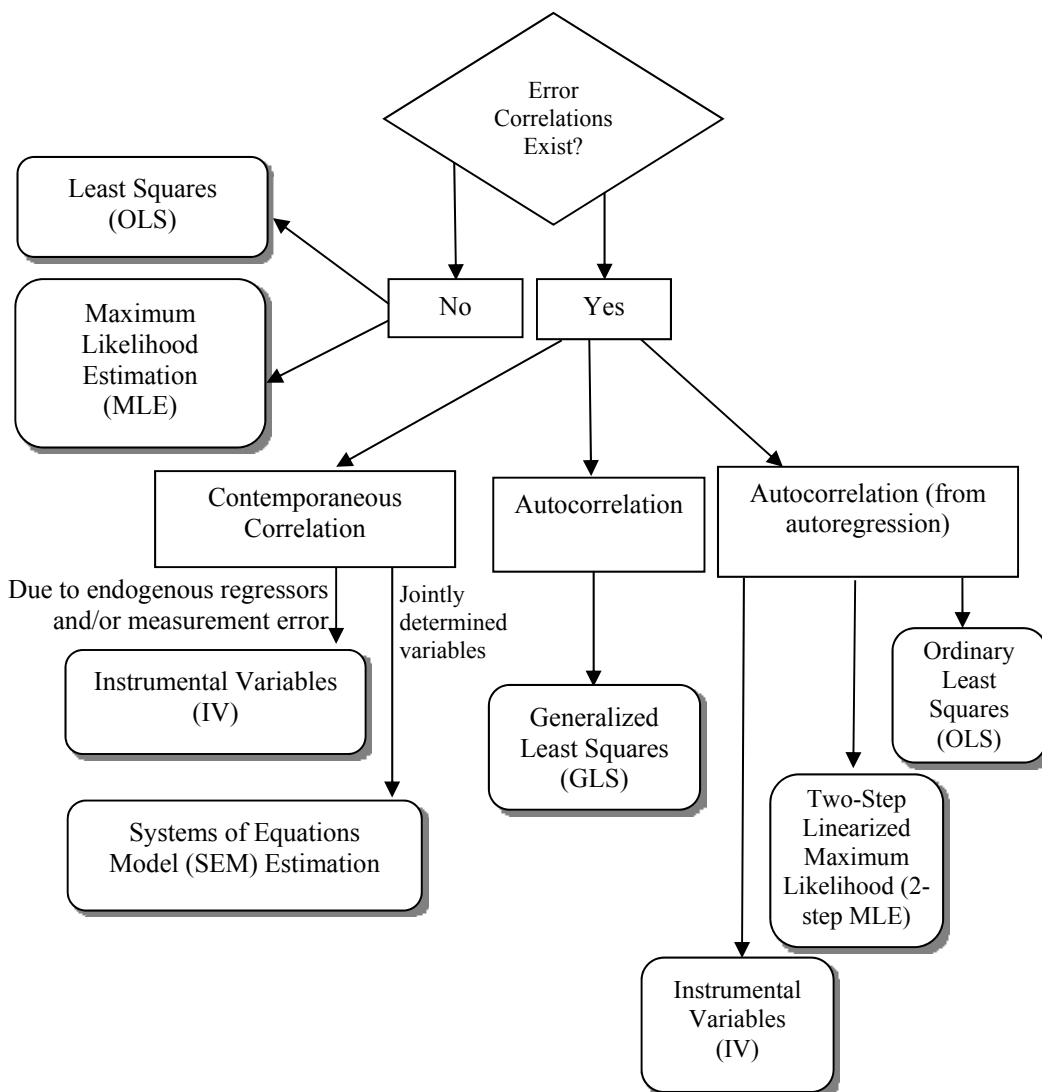 Error
Correlations
Exist?
Least Squares
(OLS)
Maximum
Likelihood
Estimation
(MLE)
No
Yes
Contemporaneous
Correlation
Autocorrelation
Autocorrelation (from
autoregression)
Due to endogenous regressors
and/or measurement error
Jointly
determined
variables
Instrumental Variables
(IV)
Generalized
Least Squares
(GLS)
Ordinary
Least
Squares
(OLS)
Systems of Equations
Model (SEM) Estimation
Two-Step
Linearized
Maximum
Likelihood (2-
step MLE)
Instrumental
Variables
(IV)